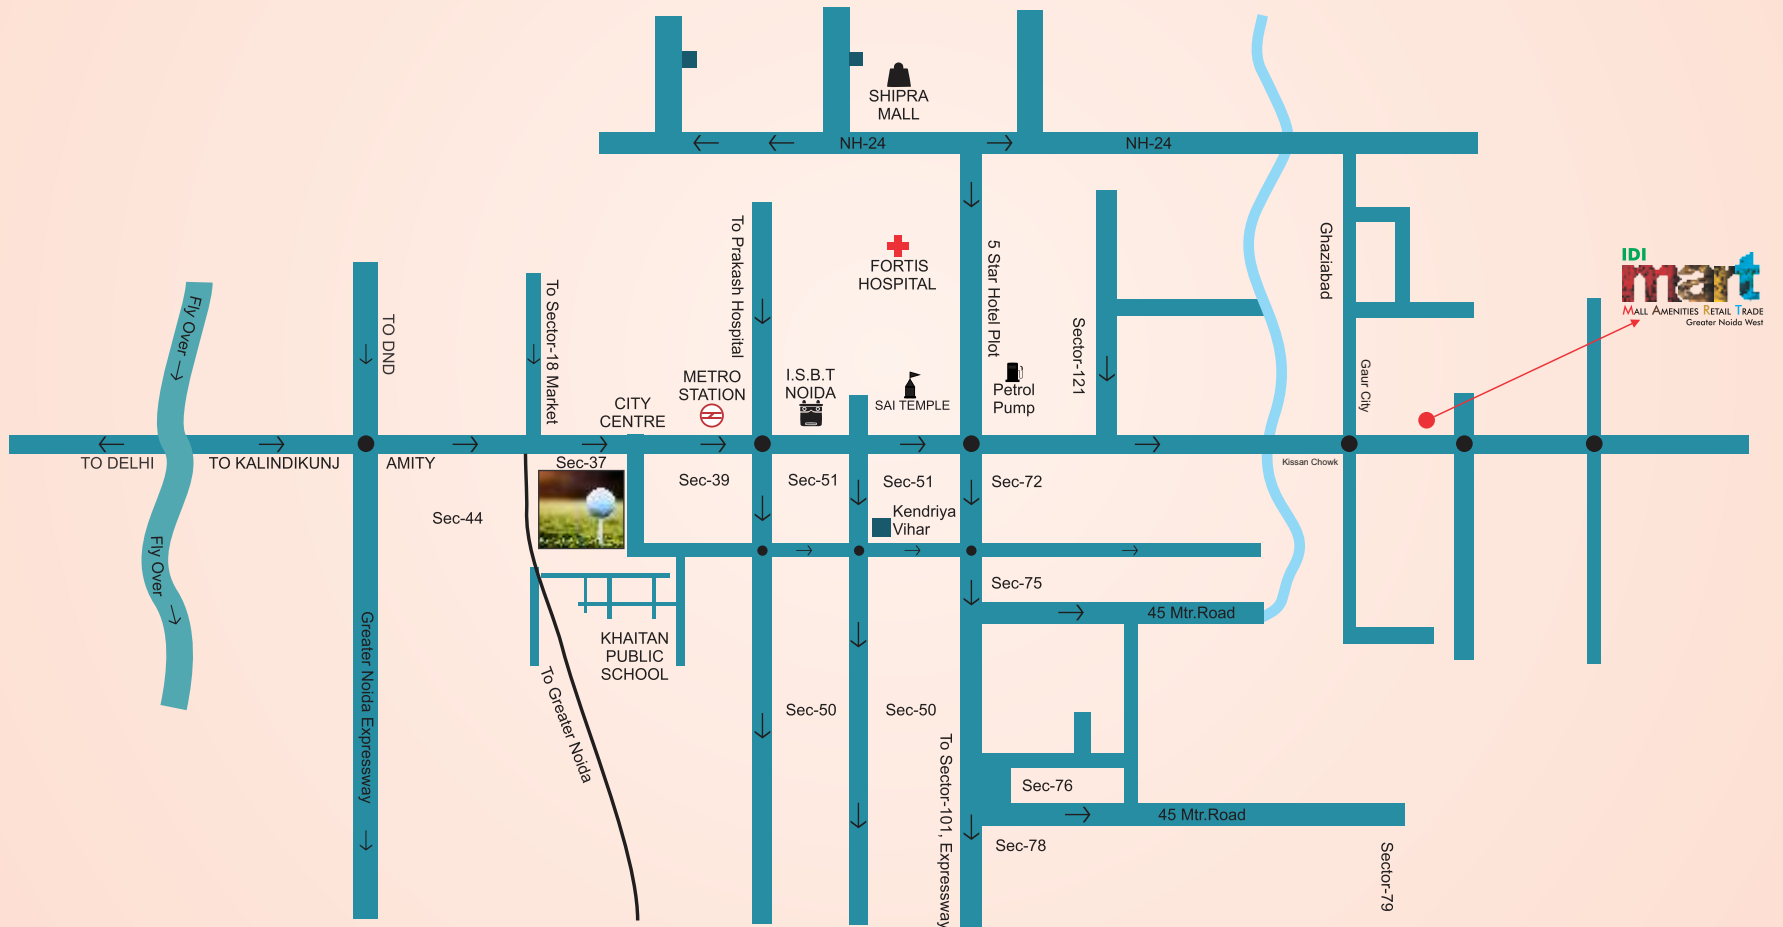 SHIPRA
MALL
NH-24
NH-24
To Prakash Hospital
FORTIS
HOSPITAL
5 Star Hotel Plot
Ghaziabad
IDI
mart
MALL AMENITIES RETAIL TRADE
Greater Noida West
Fly Over
TO DND
To Sector-18 Market
Sector-121
METRO
STATION
I.S.B.T
NOIDA
SAI TEMPLE
Petrol
Pump
Gaur City
CITY
CENTRE
TO DELHI
TO KALINDIKUNJ
AMITY
Sec-37
Kissan Chowk
Sec-39
Sec-51
Sec-51
Sec-72
Sec-44
Kendriya
Vihar
Fly Over
Sec-75
45 Mtr.Road
Greater Noida Expressway
KHAITAN
PUBLIC
SCHOOL
To Greater Noida
Sec-50
Sec-50
To Sector-101, Expressway
Sec-76
45 Mtr.Road
Sec-78
Sector-79